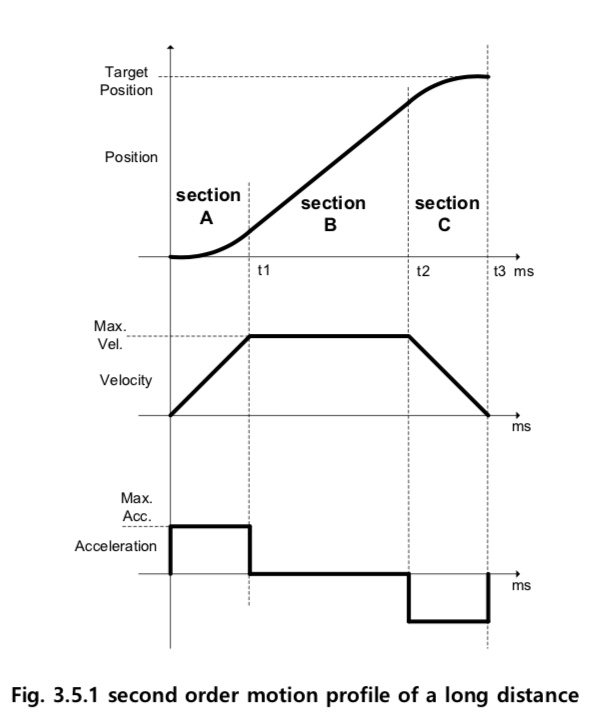 Target
Position
Position
section
A
section
B
section
C
t1
t2
t3
ms
Max.
Vel.
Velocity
ms
Max.
Acc.
Acceleration
ms
Fig. 3.5.1 second order motion profile of a long distance